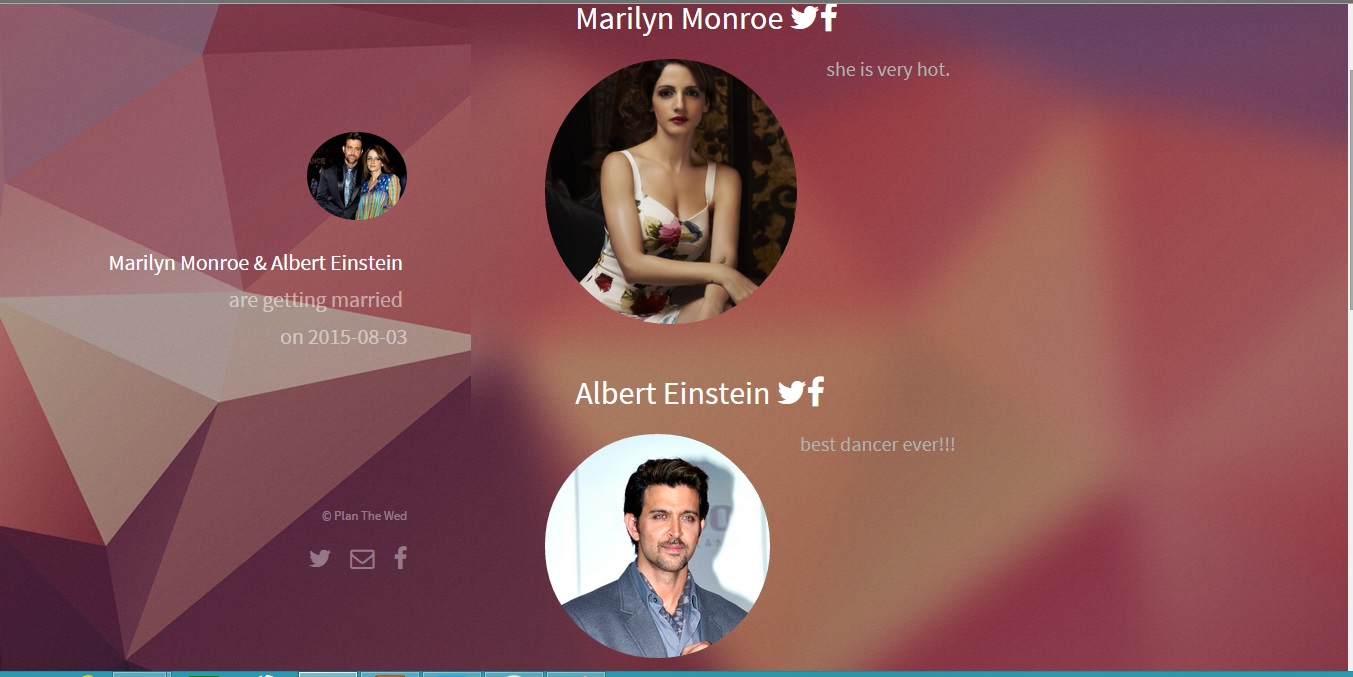 Marilyn Monroe & Albert Einstein
are getting married
on 2015-08-03
© Plan The Wed
Marilyn Monroe
she is very hot.
Albert Einstein
best dancer ever!!!